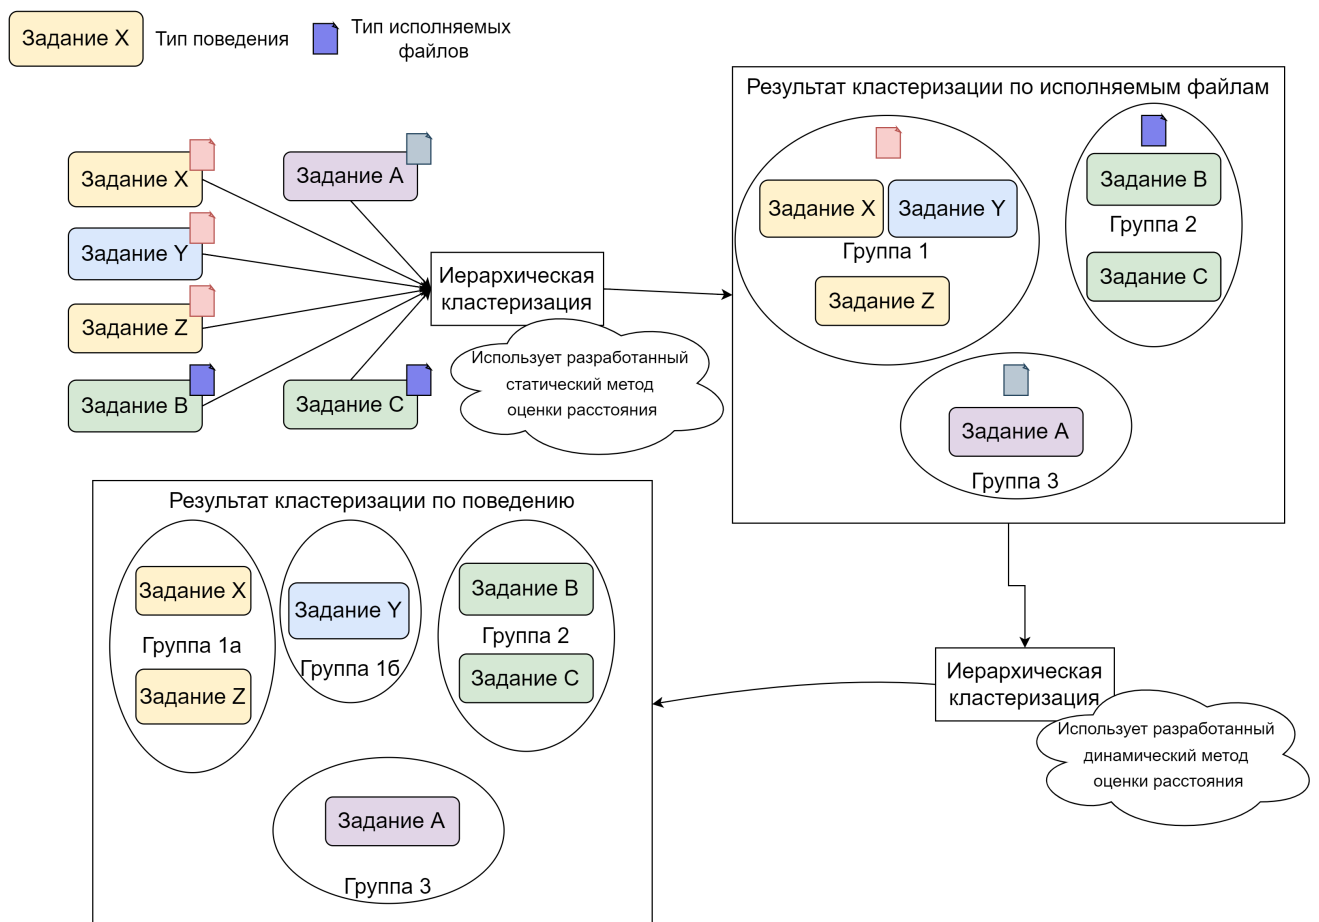 Задание X
Тип поведения
Тип исполняемых
файлов
Задание X
Задание Y
Задание Z
Задание B
Задание A
Задание C
Иерархическая
кластеризация
Использует разработанный
статический метод
оценки расстояния
Результат кластеризации по исполняемым файлам
Задание X
Задание Y
Группа 1
Задание Z
Задание B
Группа 2
Задание C
Задание A
Группа 3
Иерархическая
кластеризация
Использует разработанный
динамический метод
оценки расстояния
Результат кластеризации по поведению
Задание X
Группа 1а
Задание Z
Задание Y
Группа 1б
Задание B
Группа 2
Задание C
Задание A
Группа 3